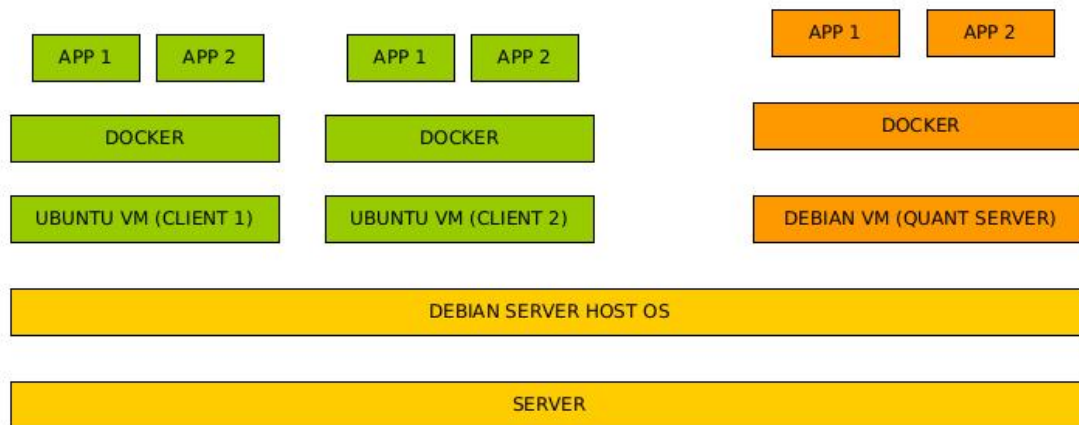 APP 1 APP 2 APP 1 APP 2 APP 1 APP 2
DOCKER DOCKER DOCKER
UBUNTU VM (CLIENT 1) UBUNTU VM (CLIENT 2) DEBIAN VM (QUANT SERVER)
DEBIAN SERVER HOST OS
SERVER